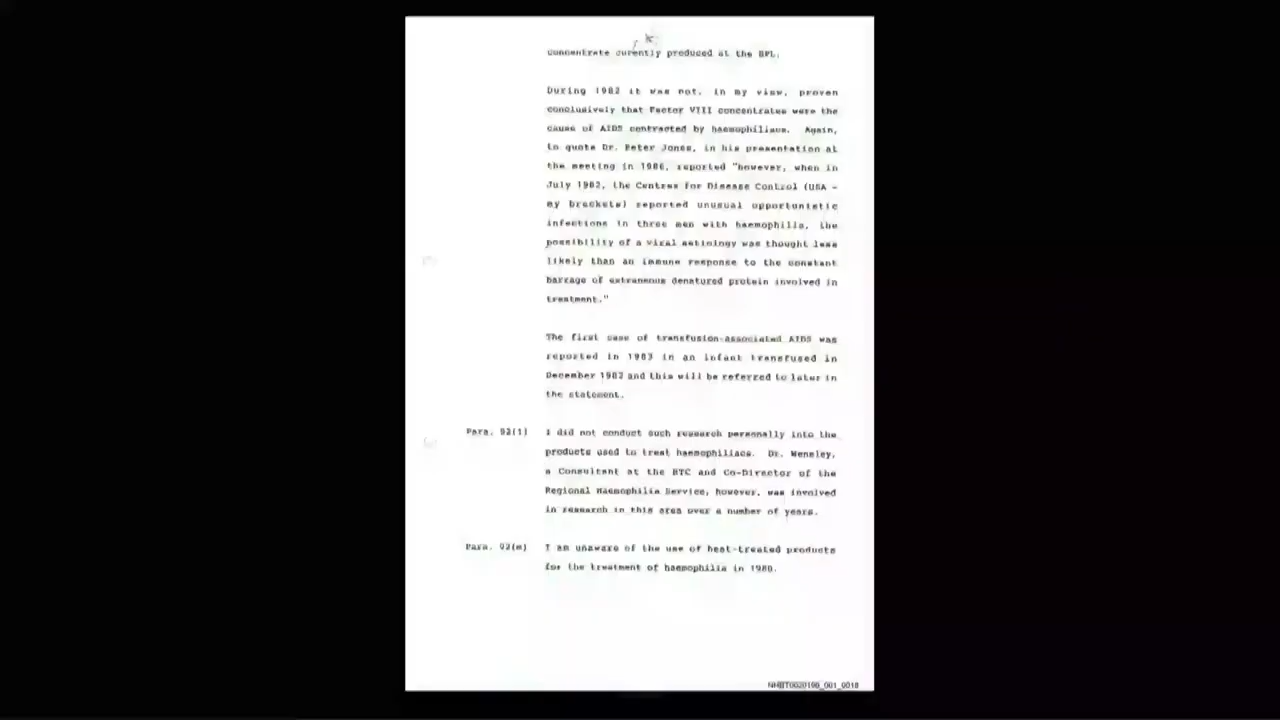 concentrate curently produced at the BPL.
During 1982 it was not, in my view, proven
conclusively that Factor VIII concentrates were the
cause of AIDS contracted by haemophiliacs. Again,
to quote Dr. Peter Jones, in his presentation at
the meeting in 1986, reported "however, when in
July 1982, the Centres for Disease Control (USA -
my brackets) reported unusual opportunistic
infections in three men with haemophilia, the
possibility of a viral aetiology was thought less
likely than an immune response to the constant
barrage of extraneous denatured protein involved in
treatment."
The first case of transfusion-associated AIDS was
reported in 1983 in an infant transfused in
December 1982 and this will be referred to later in
the statement.
Para. 92(l) I did not conduct such research personally into the
products used to treat haemophiliacs. Dr. Wensley,
a Consultant at the BTC and Co-Director of the
Regional Haemophilia Service, however, was involved
in research in this area over a number of years.
Para. 92(m) I am unaware of the use of heat-treated products
for the treatment of haemophilia in 1980.
NHBT0020190_001_0018